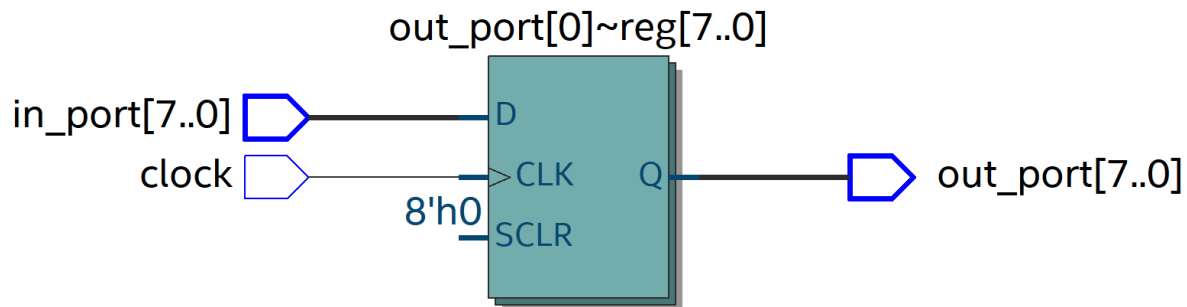 out_port[0]~reg[7..0]
in_port[7..0]
D
clock
CLK
Q
out_port[7..0]
8'h0
SCLR